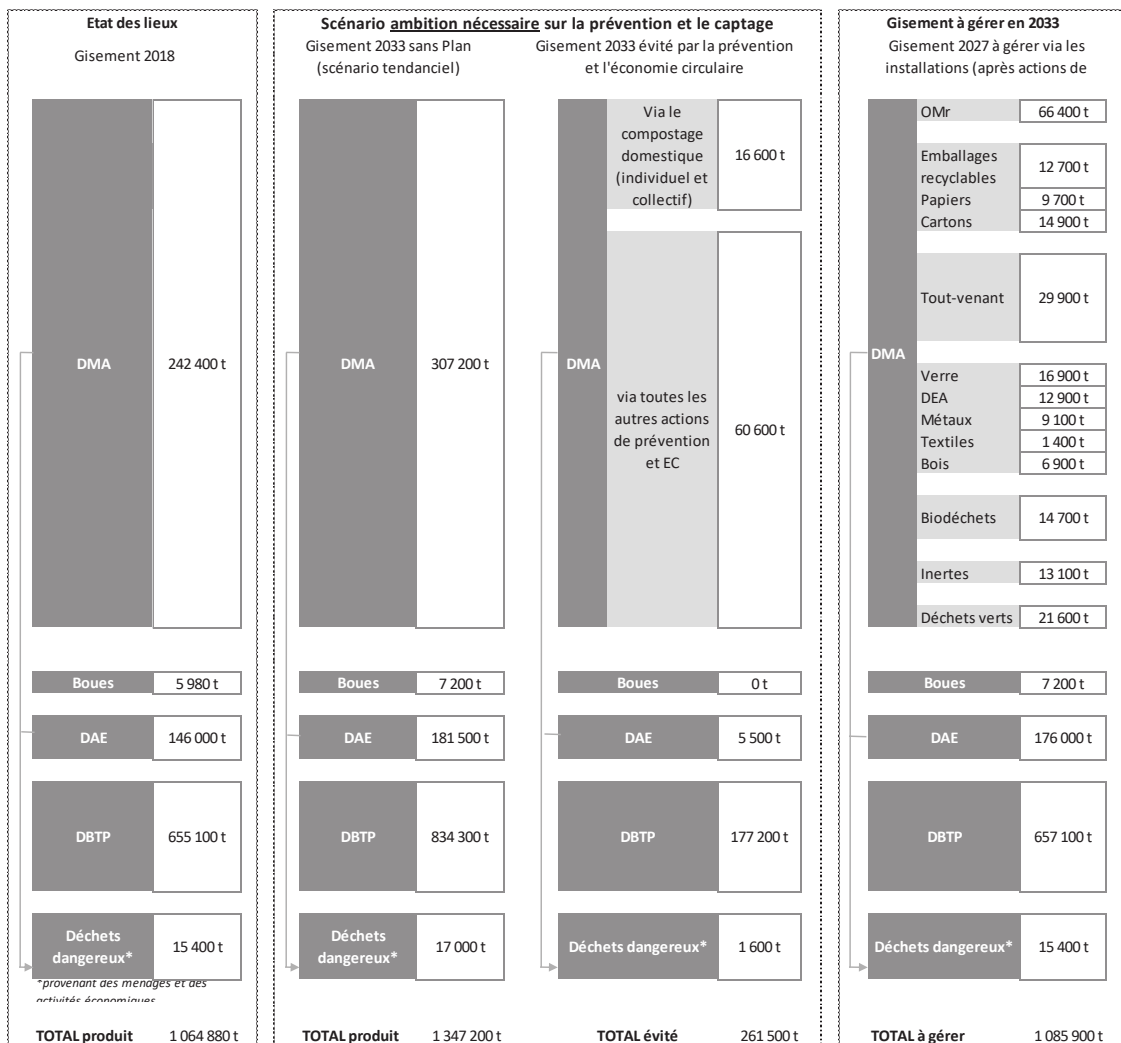 Etat des lieux
Gisement 2018
DMA
242 400 t
Boues
5 980 t
DAE
146 000 t
DBTP
655 100 t
Déchets
dangereux*
15 400 t
*provenant des ménages et des
activités économiques
TOTAL produit
1 064 880 t
Scénario ambition nécessaire sur la prévention et le captage
Gisement 2033 sans Plan
(scénario tendanciel)
DMA
307 200 t
Boues
7 200 t
DAE
181 500 t
DBTP
834 300 t
Déchets
dangereux*
17 000 t
TOTAL produit
1 347 200 t
Gisement 2033 évité par la prévention
et l'économie circulaire
DMA
Via le
compostage
domestique
(individuel et
collectif)
16 600 t
via toutes les
autres actions
de prévention
et EC
60 600 t
Boues
0 t
DAE
5 500 t
DBTP
177 200 t
Déchets dangereux*
1 600 t
TOTAL évité
261 500 t
Gisement à gérer en 2033
Gisement 2027 à gérer via les
installations (après actions de
DMA
OMr
66 400 t
Emballages
recyclables
12 700 t
Papiers
9 700 t
Cartons
14 900 t
Tout-venant
29 900 t
Verre
16 900 t
DEA
12 900 t
Métaux
9 100 t
Textiles
1 400 t
Bois
6 900 t
Biodéchets
14 700 t
Inertes
13 100 t
Déchets verts
21 600 t
Boues
7 200 t
DAE
176 000 t
DBTP
657 100 t
Déchets dangereux*
15 400 t
TOTAL à gérer
1 085 900 t